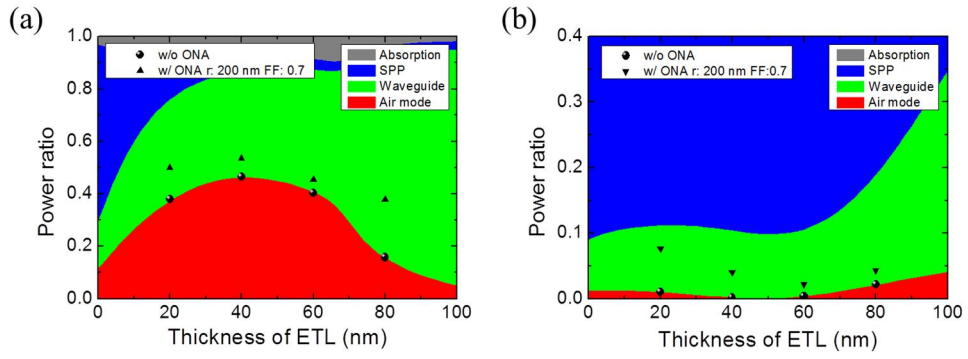 (a)
(b)
1.0
0.8
0.6
0.4
0.2
0.0
Power ratio
w/o ONA
w/ ONA r: 200 nm FF: 0.7
Absorption
SPP
Waveguide
Air mode
0 20 40 60 80 100
Thickness of ETL (nm)
0.4
0.3
0.2
0.1
0.0
Power ratio
w/o ONA
w/ ONA r: 200 nm FF:0.7
Absorption
SPP
Waveguide
Air mode
0 20 40 60 80 100
Thickness of ETL (nm)